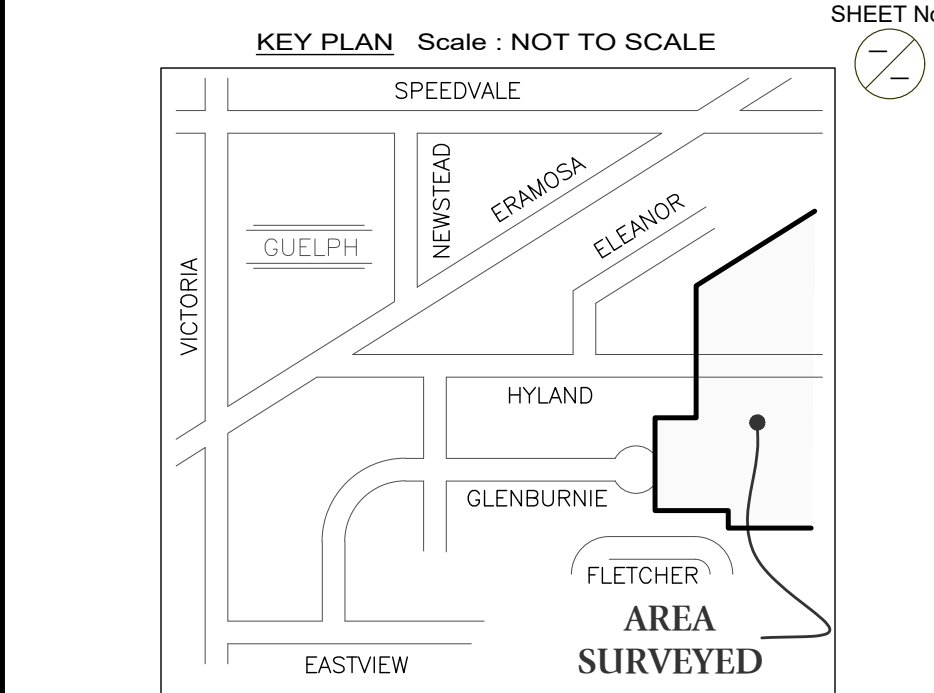 SHEET No
KEY PLAN Scale : NOT TO SCALE
SPEEDVALE
NEWSTEAD
ERAMOSA
ELEANOR
GUELPH
VICTORIA
HYLAND
GLENBURNIE
FLETCHER
AREA
SURVEYED
EASTVIEW